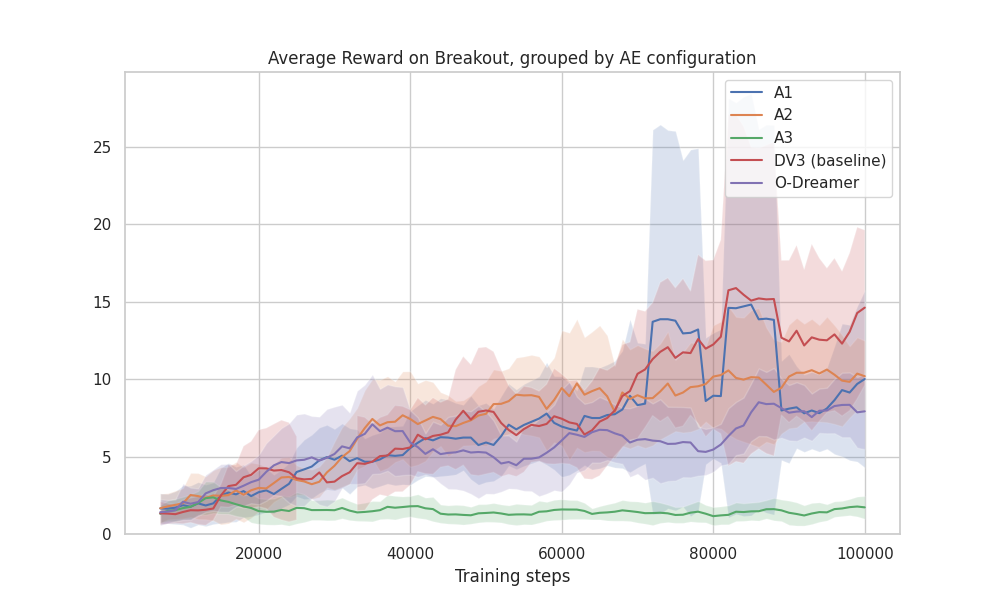 Average Reward on Breakout, grouped by AE configuration
A1
A2
A3
DV3 (baseline)
O-Dreamer
25
20
15
10
5
0
20000
40000
60000
80000
100000
Training steps